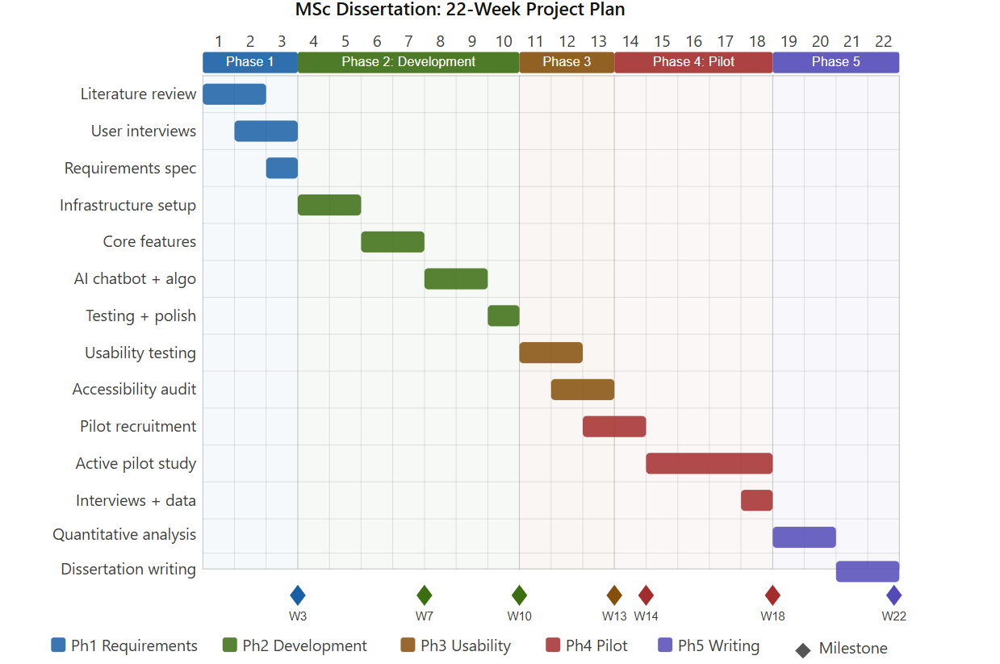 MSc Dissertation: 22-Week Project Plan
1 2 3 4 5 6 7 8 9 10 11 12 13 14 15 16 17 18 19 20 21 22
Phase 1 Phase 2: Development Phase 3 Phase 4: Pilot Phase 5
Literature review
User interviews
Requirements spec
Infrastructure setup
Core features
AI chatbot + algo
Testing + polish
Usability testing
Accessibility audit
Pilot recruitment
Active pilot study
Interviews + data
Quantitative analysis
Dissertation writing
W3 W7 W10 W13 W14 W18 W22
Ph1 Requirements Ph2 Development Ph3 Usability Ph4 Pilot Ph5 Writing Milestone